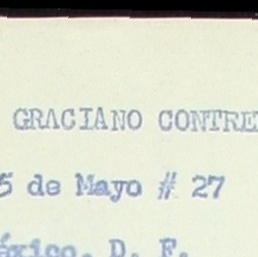 GRACIANO CONTRE
5 de Mayo # 27
éxico, D. F.